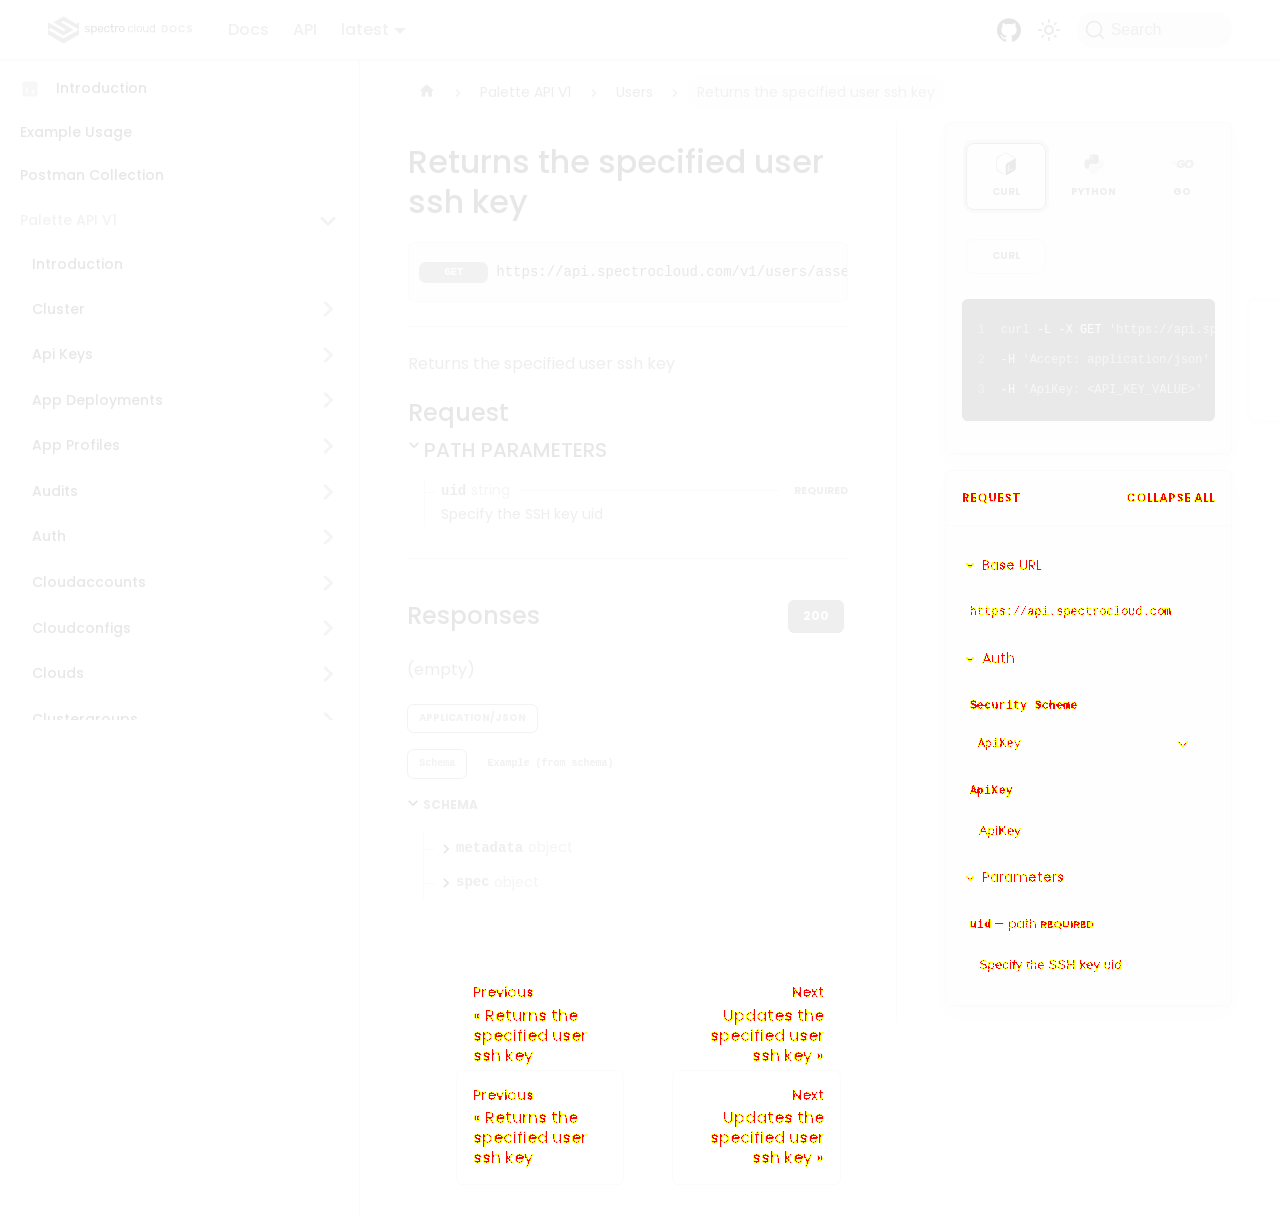 spectro cloud DOCS
Docs API latest
Search
Introduction
Example Usage
Postman Collection
Palette API V1
Introduction
Cluster
Api Keys
App Deployments
App Profiles
Audits
Auth
Cloudaccounts
Cloudconfigs
Clouds
Clustergroups
Palette API V1 Users Returns the specified user ssh key
Returns the specified user
ssh key
GET https://api.spectrocloud.com/v1/users/asse
Returns the specified user ssh key
Request
PATH PARAMETERS
uid string REQUIRED
Specify the SSH key uid
Responses 200
(empty)
APPLICATION/JSON
Schema Example (from schema)
SCHEMA
metadata object
spec object
Previous
« Returns the
specified user
ssh key
Next
Updates the
specified user
ssh key »
Previous
« Returns the
specified user
ssh key
Next
Updates the
specified user
ssh key »
CURL PYTHON GO
CURL
1 curl -L -X GET 'https://api.sp
2 -H 'Accept: application/json'
3 -H 'ApiKey: <API_KEY_VALUE>'
REQUEST COLLAPSE ALL
Base URL
https://api.spectrocloud.com
Auth
Security Scheme
ApiKey
ApiKey
ApiKey
Parameters
uid — path REQUIRED
Specify the SSH key uid